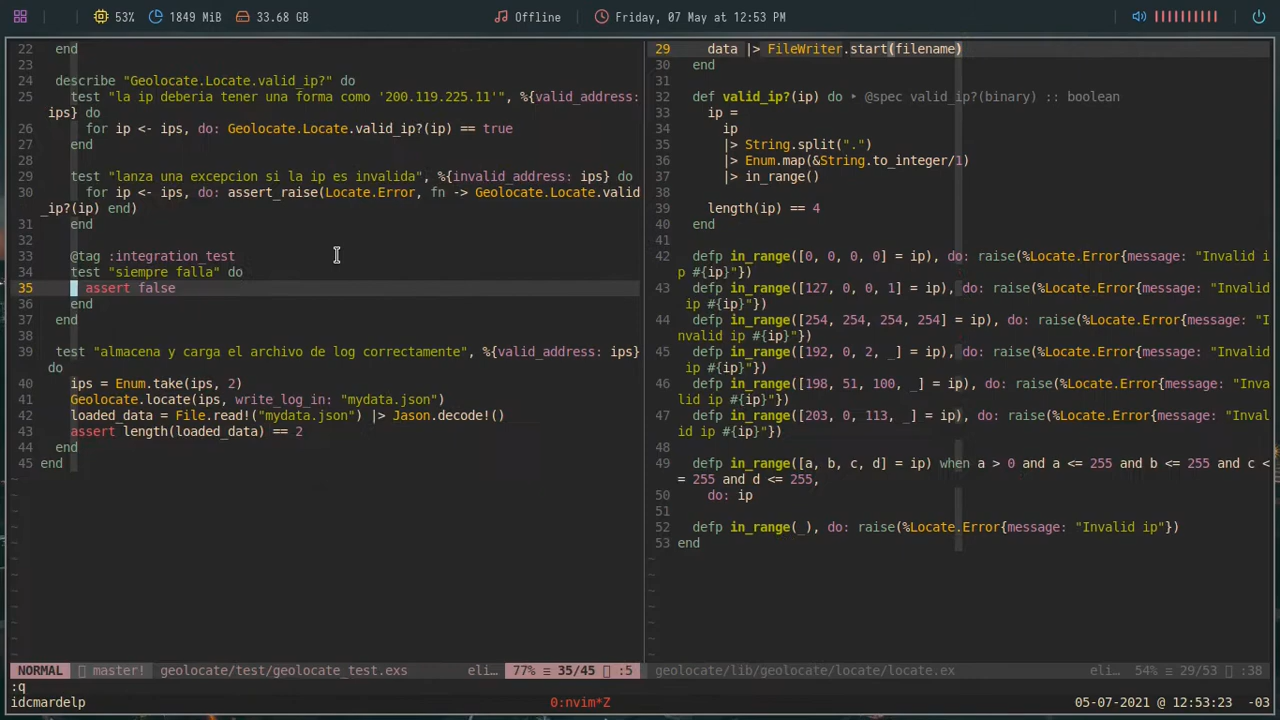 53% 1849 MiB 33.68 GB Offline Friday, 07 May at 12:53 PM
22 end
23
24 describe "Geolocate.Locate.valid_ip?" do
25 test "la ip deberia tener una forma como '200.119.225.11'", %{valid_address:
ips} do
26 for ip <- ips, do: Geolocate.Locate.valid_ip?(ip) == true
27 end
28
29 test "lanza una excepcion si la ip es invalida", %{invalid_address: ips} do
30 for ip <- ips, do: assert_raise(Locate.Error, fn -> Geolocate.Locate.valid
_ip?(ip) end)
31 end
32
33 @tag :integration_test
34 test "siempre falla" do
35 assert false
36 end
37 end
38
39 test "almacena y carga el archivo de log correctamente", %{valid_address: ips}
do
40 ips = Enum.take(ips, 2)
41 Geolocate.locate(ips, write_log_in: "mydata.json")
42 loaded_data = File.read!("mydata.json") |> Jason.decode!()
43 assert length(loaded_data) == 2
44 end
45 end
NORMAL master! geolocate/test/geolocate_test.exs eli… 77% ≡ 35/45 :5
29 data |> FileWriter.start(filename)
30 end
31
32 def valid_ip?(ip) do ‣ @spec valid_ip?(binary) :: boolean
33 ip =
34 ip
35 |> String.split(".")
36 |> Enum.map(&String.to_integer/1)
37 |> in_range()
38
39 length(ip) == 4
40 end
41
42 defp in_range([0, 0, 0, 0] = ip), do: raise(%Locate.Error{message: "Invalid i
p #{ip}"})
43 defp in_range([127, 0, 0, 1] = ip), do: raise(%Locate.Error{message: "Invalid
ip #{ip}"})
44 defp in_range([254, 254, 254, 254] = ip), do: raise(%Locate.Error{message: "I
nvalid ip #{ip}"})
45 defp in_range([192, 0, 2, _] = ip), do: raise(%Locate.Error{message: "Invalid
ip #{ip}"})
46 defp in_range([198, 51, 100, _] = ip), do: raise(%Locate.Error{message: "Inva
lid ip #{ip}"})
47 defp in_range([203, 0, 113, _] = ip), do: raise(%Locate.Error{message: "Inval
id ip #{ip}"})
48
49 defp in_range([a, b, c, d] = ip) when a > 0 and a <= 255 and b <= 255 and c <
= 255 and d <= 255,
50 do: ip
51
52 defp in_range(_), do: raise(%Locate.Error{message: "Invalid ip"})
53 end
geolocate/lib/geolocate/locate/locate.ex eli… 54% ≡ 29/53 :38
:q
idcmardelp 0:nvim*Z 05-07-2021 @ 12:53:23 -03